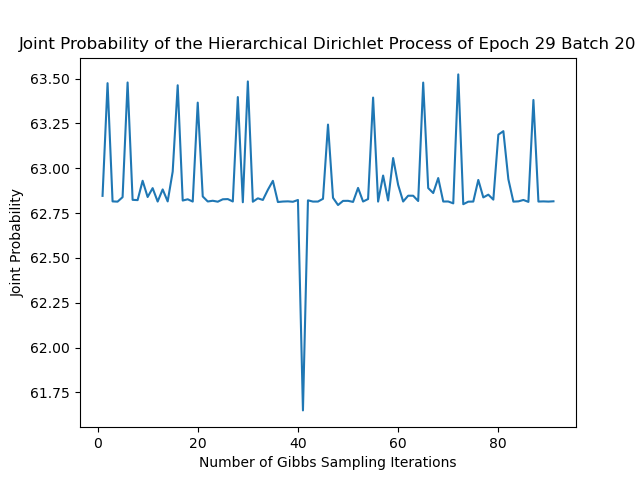 Joint Probability of the Hierarchical Dirichlet Process of Epoch 29 Batch 20
63.50
63.25
63.00
62.75
62.50
62.25
62.00
61.75
Joint Probability
0 20 40 60 80
Number of Gibbs Sampling Iterations